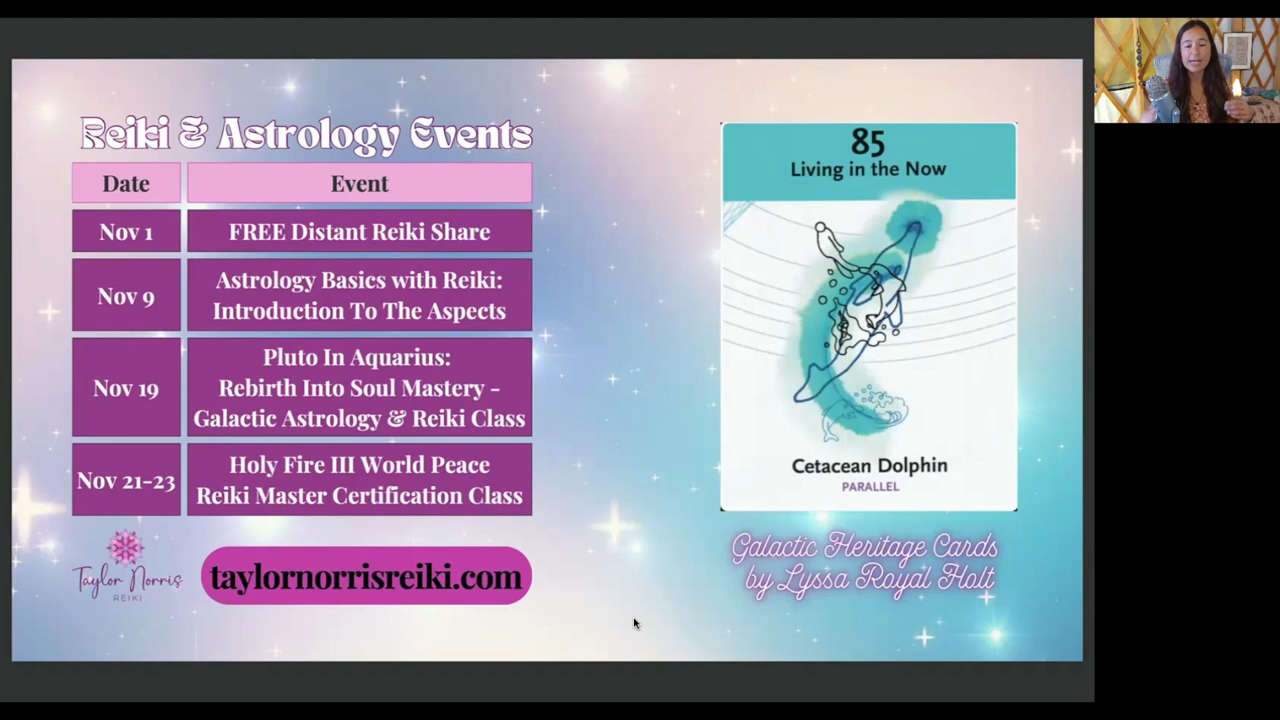 Reiki & Astrology Events
Date
Event
Nov 1
FREE Distant Reiki Share
Nov 9
Astrology Basics with Reiki:
Introduction To The Aspects
Nov 19
Pluto In Aquarius:
Rebirth Into Soul Mastery -
Galactic Astrology & Reiki Class
Nov 21-23
Holy Fire III World Peace
Reiki Master Certification Class
Taylor Norris
REIKI
taylornorrisreiki.com
85
Living in the Now
Cetacean Dolphin
PARALLEL
Galactic Heritage Cards
by Lyssa Royal Holt